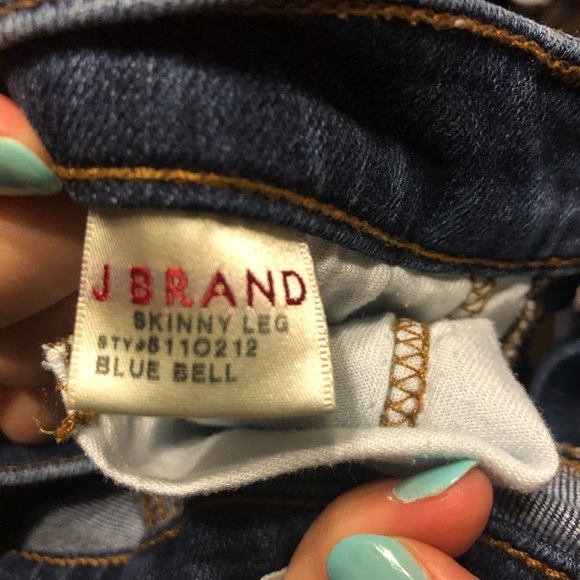 J BRAND
SKINNY LEG
STY#8110212
BLUE BELL